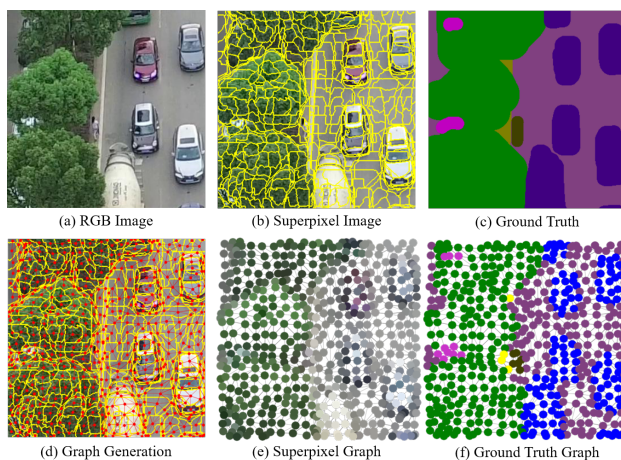 (a) RGB Image
(b) Superpixel Image
(c) Ground Truth
(d) Graph Generation
(e) Superpixel Graph
(f) Ground Truth Graph